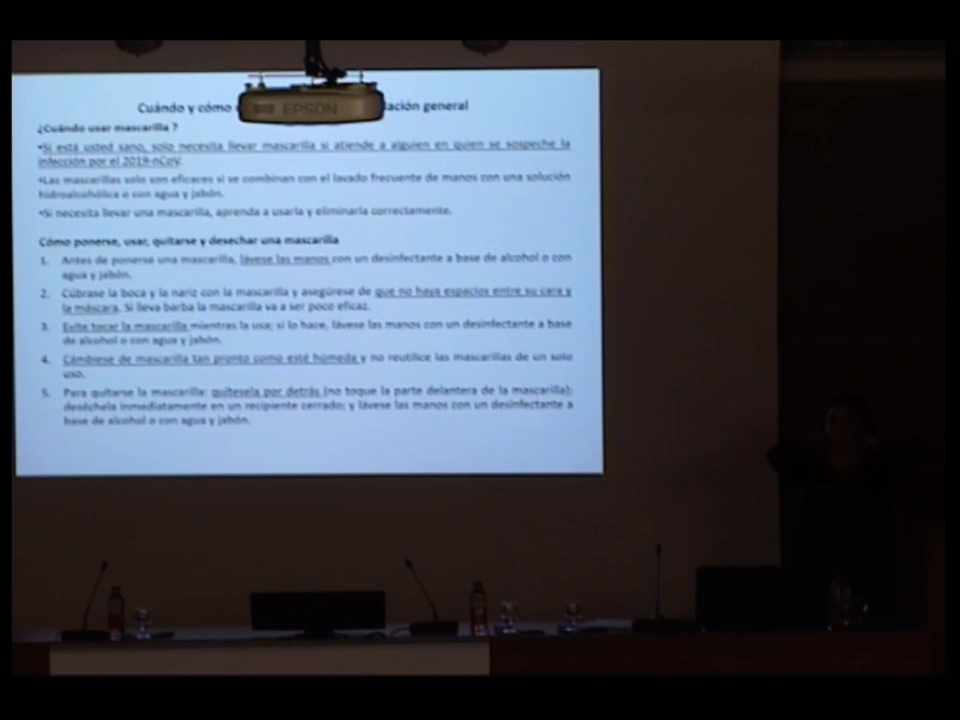 Cuándo y cómo
EPSON
lación general
¿Cuándo usar mascarilla ?
•Si está usted sano, solo necesita llevar mascarilla si atiende a alguien en quien se sospeche la
infección por el 2019-nCoV.
•Las mascarillas solo son eficaces si se combinan con el lavado frecuente de manos con una solución
hidroalcohólica o con agua y jabón.
•Si necesita llevar una mascarilla, aprenda a usarla y eliminarla correctamente.
Cómo ponerse, usar, quitarse y desechar una mascarilla
1. Antes de ponerse una mascarilla, lávese las manos con un desinfectante a base de alcohol o con
agua y jabón.
2. Cúbrase la boca y la nariz con la mascarilla y asegúrese de que no haya espacios entre su cara y
la máscara. Si lleva barba la mascarilla va a ser poco eficaz.
3. Evite tocar la mascarilla mientras la usa; si lo hace, lávese las manos con un desinfectante a base
de alcohol o con agua y jabón.
4. Cámbiese de mascarilla tan pronto como esté húmeda y no reutilice las mascarillas de un solo
uso.
5. Para quitarse la mascarilla: quítesela por detrás (no toque la parte delantera de la mascarilla);
deséchela inmediatamente en un recipiente cerrado; y lávese las manos con un desinfectante a
base de alcohol o con agua y jabón.